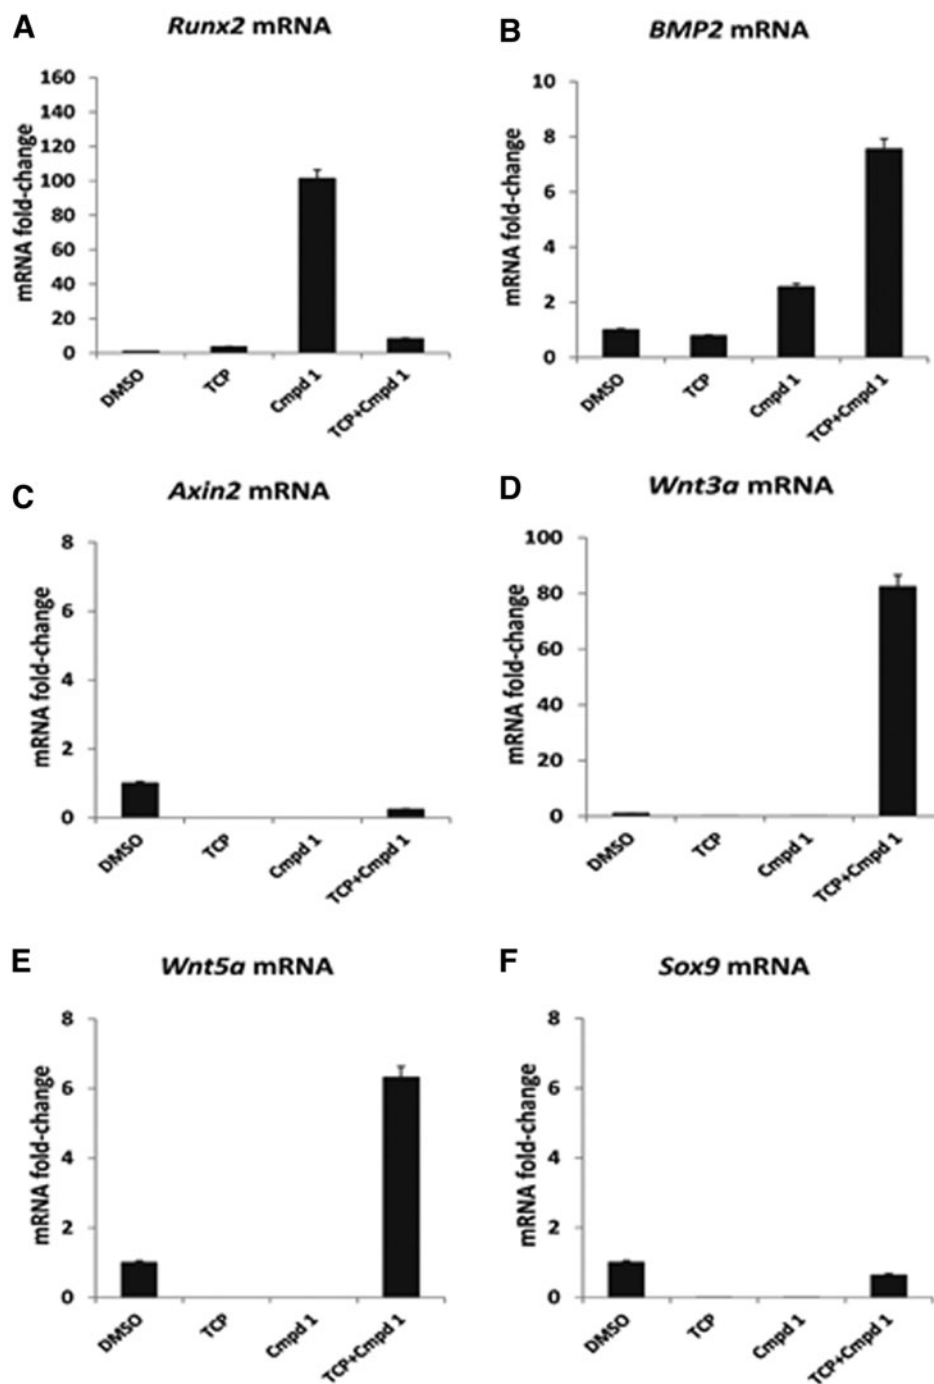 A
Runx2 mRNA
mRNA fold-change
160
140
120
100
80
60
40
20
0
DMSO
TCP
Cmpd 1
TCP+Cmpd 1
B
BMP2 mRNA
mRNA fold-change
10
8
6
4
2
0
DMSO
TCP
Cmpd 1
TCP+Cmpd 1
C
Axin2 mRNA
mRNA fold-change
8
6
4
2
0
DMSO
TCP
Cmpd 1
TCP+Cmpd 1
D
Wnt3a mRNA
mRNA fold-change
100
80
60
40
20
0
DMSO
TCP
Cmpd 1
TCP+Cmpd 1
E
Wnt5a mRNA
mRNA fold-change
8
6
4
2
0
DMSO
TCP
Cmpd 1
TCP+Cmpd 1
F
Sox9 mRNA
mRNA fold-change
8
6
4
2
0
DMSO
TCP
Cmpd 1
TCP+Cmpd 1